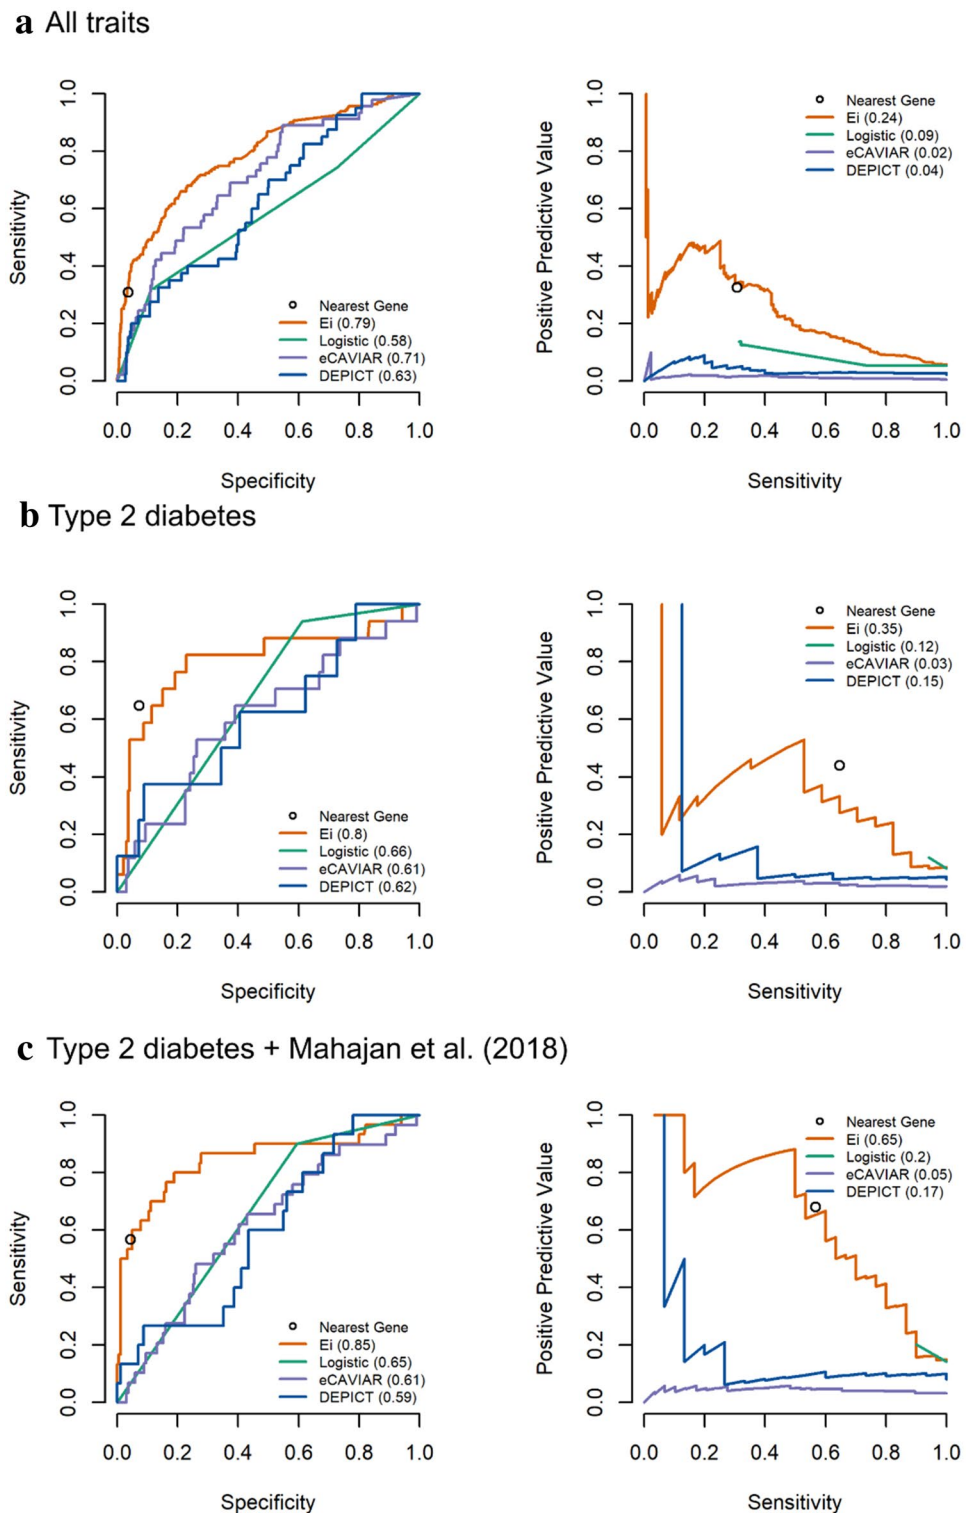 a All traits
Sensitivity
1.0
0.8
0.6
0.4
0.2
0.0
Nearest Gene
Ei (0.79)
Logistic (0.58)
eCAVIAR (0.71)
DEPICT (0.63)
0.0 0.2 0.4 0.6 0.8 1.0
Specificity
Positive Predictive Value
1.0
0.8
0.6
0.4
0.2
0.0
Nearest Gene
Ei (0.24)
Logistic (0.09)
eCAVIAR (0.02)
DEPICT (0.04)
0.0 0.2 0.4 0.6 0.8 1.0
Sensitivity
b Type 2 diabetes
Sensitivity
1.0
0.8
0.6
0.4
0.2
0.0
Nearest Gene
Ei (0.8)
Logistic (0.66)
eCAVIAR (0.61)
DEPICT (0.62)
0.0 0.2 0.4 0.6 0.8 1.0
Specificity
Positive Predictive Value
1.0
0.8
0.6
0.4
0.2
0.0
Nearest Gene
Ei (0.35)
Logistic (0.12)
eCAVIAR (0.03)
DEPICT (0.15)
0.0 0.2 0.4 0.6 0.8 1.0
Sensitivity
c Type 2 diabetes + Mahajan et al. (2018)
Sensitivity
1.0
0.8
0.6
0.4
0.2
0.0
Nearest Gene
Ei (0.85)
Logistic (0.65)
eCAVIAR (0.61)
DEPICT (0.59)
0.0 0.2 0.4 0.6 0.8 1.0
Specificity
Positive Predictive Value
1.0
0.8
0.6
0.4
0.2
0.0
Nearest Gene
Ei (0.65)
Logistic (0.2)
eCAVIAR (0.05)
DEPICT (0.17)
0.0 0.2 0.4 0.6 0.8 1.0
Sensitivity